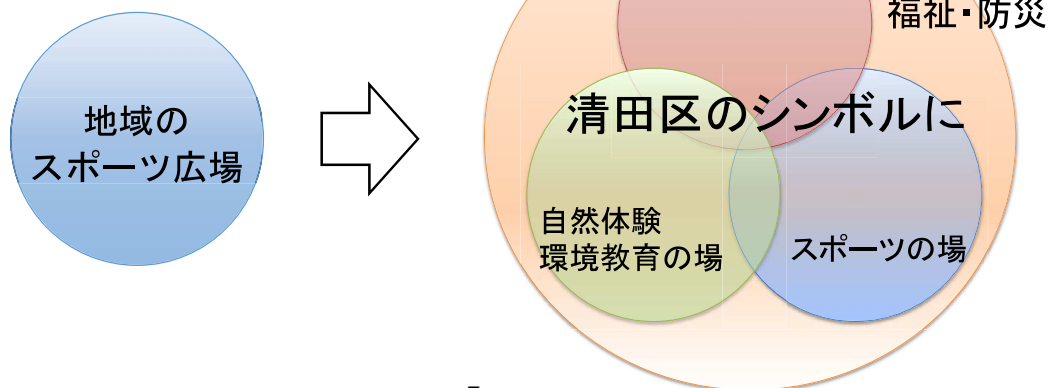 福祉・防災
地域の
スポーツ広場
清田区のシンボルに
自然体験
環境教育の場
スポーツの場